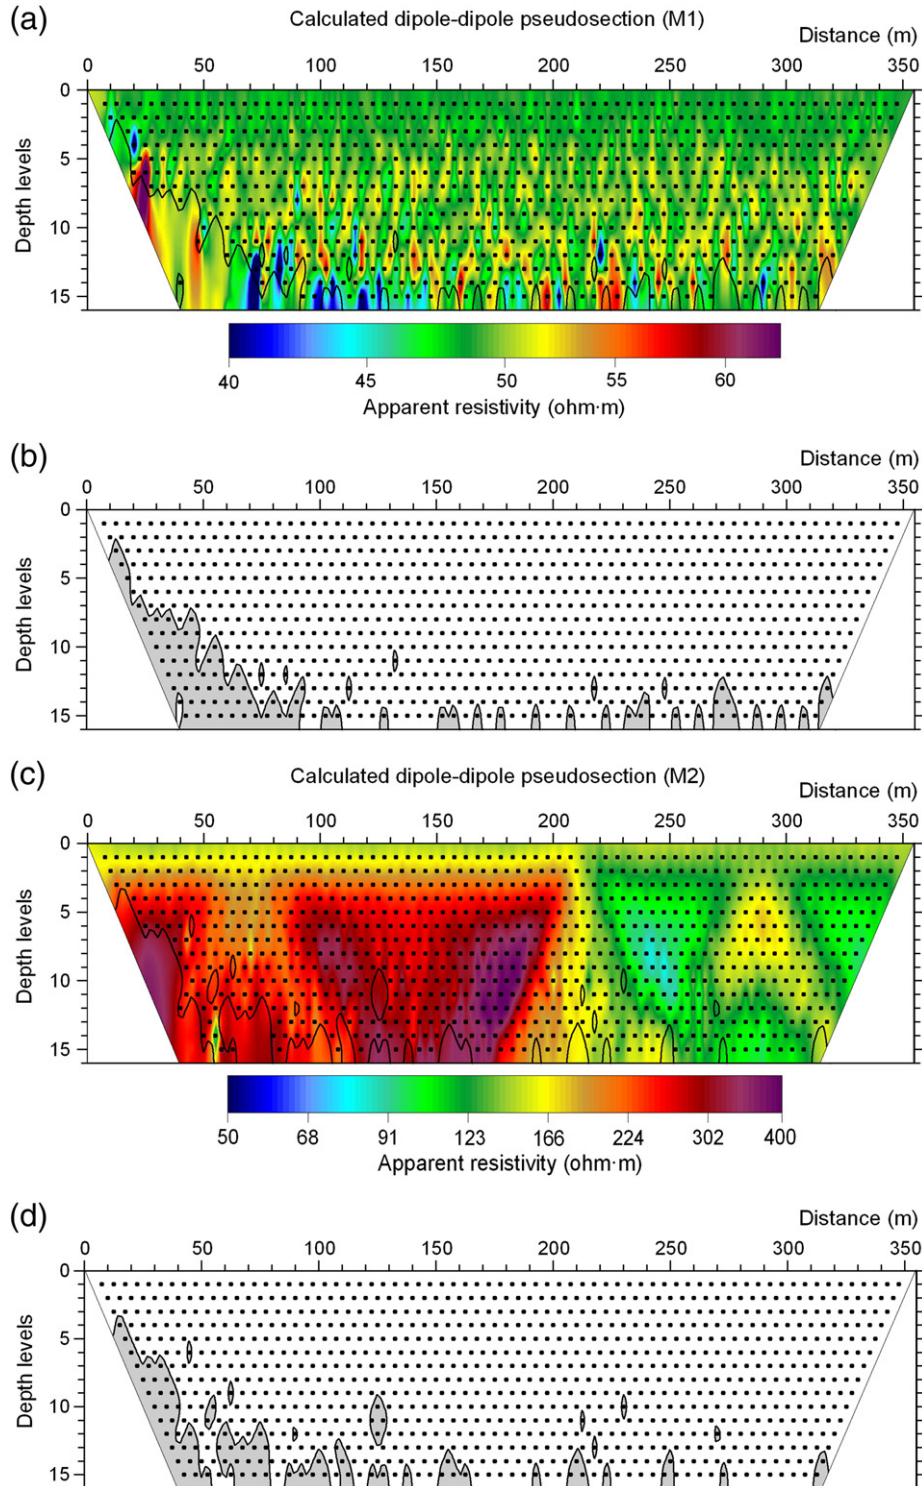 (a)
Calculated dipole-dipole pseudosection (M1)
Distance (m)
0 50 100 150 200 250 300 350
0
5
10
15
Depth levels
40 45 50 55 60
Apparent resistivity (ohm·m)
(b)
Distance (m)
0 50 100 150 200 250 300 350
0
5
10
15
Depth levels
(c)
Calculated dipole-dipole pseudosection (M2)
Distance (m)
0 50 100 150 200 250 300 350
0
5
10
15
Depth levels
50 68 91 123 166 224 302 400
Apparent resistivity (ohm·m)
(d)
Distance (m)
0 50 100 150 200 250 300 350
0
5
10
15
Depth levels